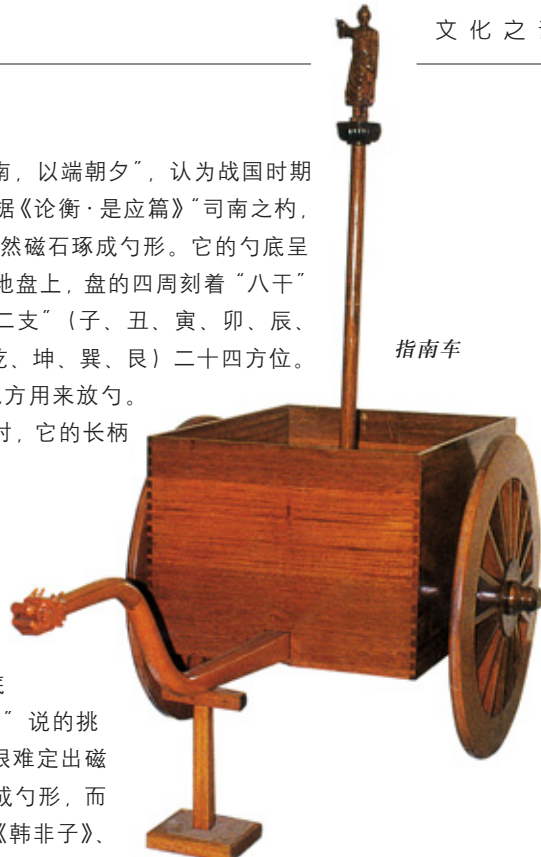 文化之
南，以端朝夕”，认为战国时期
据《论衡·是应篇》“司南之杓，
然磁石琢成勺形。它的勺底呈
地盘上，盘的四周刻着“八干”
二支”（子、丑、寅、卯、辰、
乾、坤、巽、艮）二十四方位。
方用来放勺。
时，它的长柄
指南车
”说的挑
很难定出磁
成勺形，而
《韩非子》、